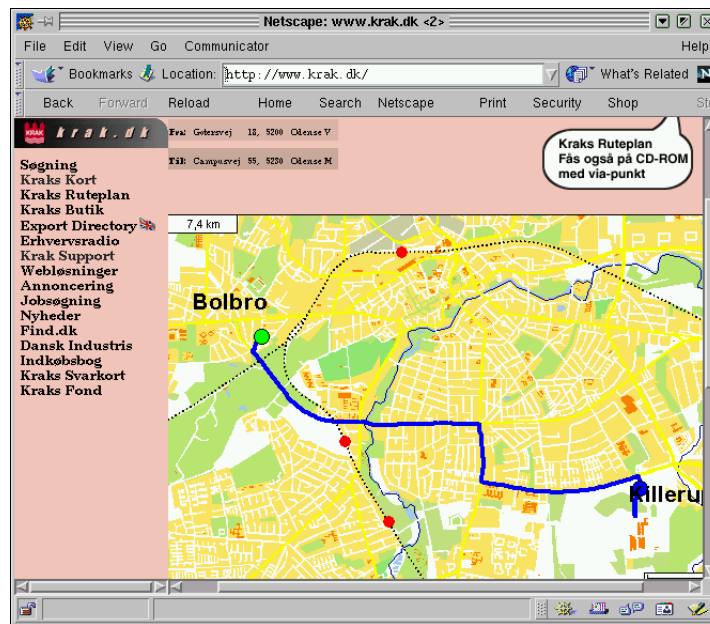 Netscape: www.krak.dk <2>
File Edit View Go Communicator Help
Bookmarks Location: http://www.krak.dk/ What's Related N
Back Forward Reload Home Search Netscape Print Security Shop St
KRAK krak.dk
Søgning
Kraks Kort
Kraks Ruteplan
Kraks Butik
Export Directory
Erhvervsradio
Krak Support
Webløsninger
Annoncering
Jobsøgning
Nyheder
Find.dk
Dansk Industris
Indkøbsbog
Kraks Svarkort
Kraks Fond
Fra: Gøtersvej 18, 5200 Odense V
Til: Campusvej 55, 5230 Odense M
Kraks Ruteplan
Fås også på CD-ROM
med via-punkt
7,4 km
Bolbro
Killerup